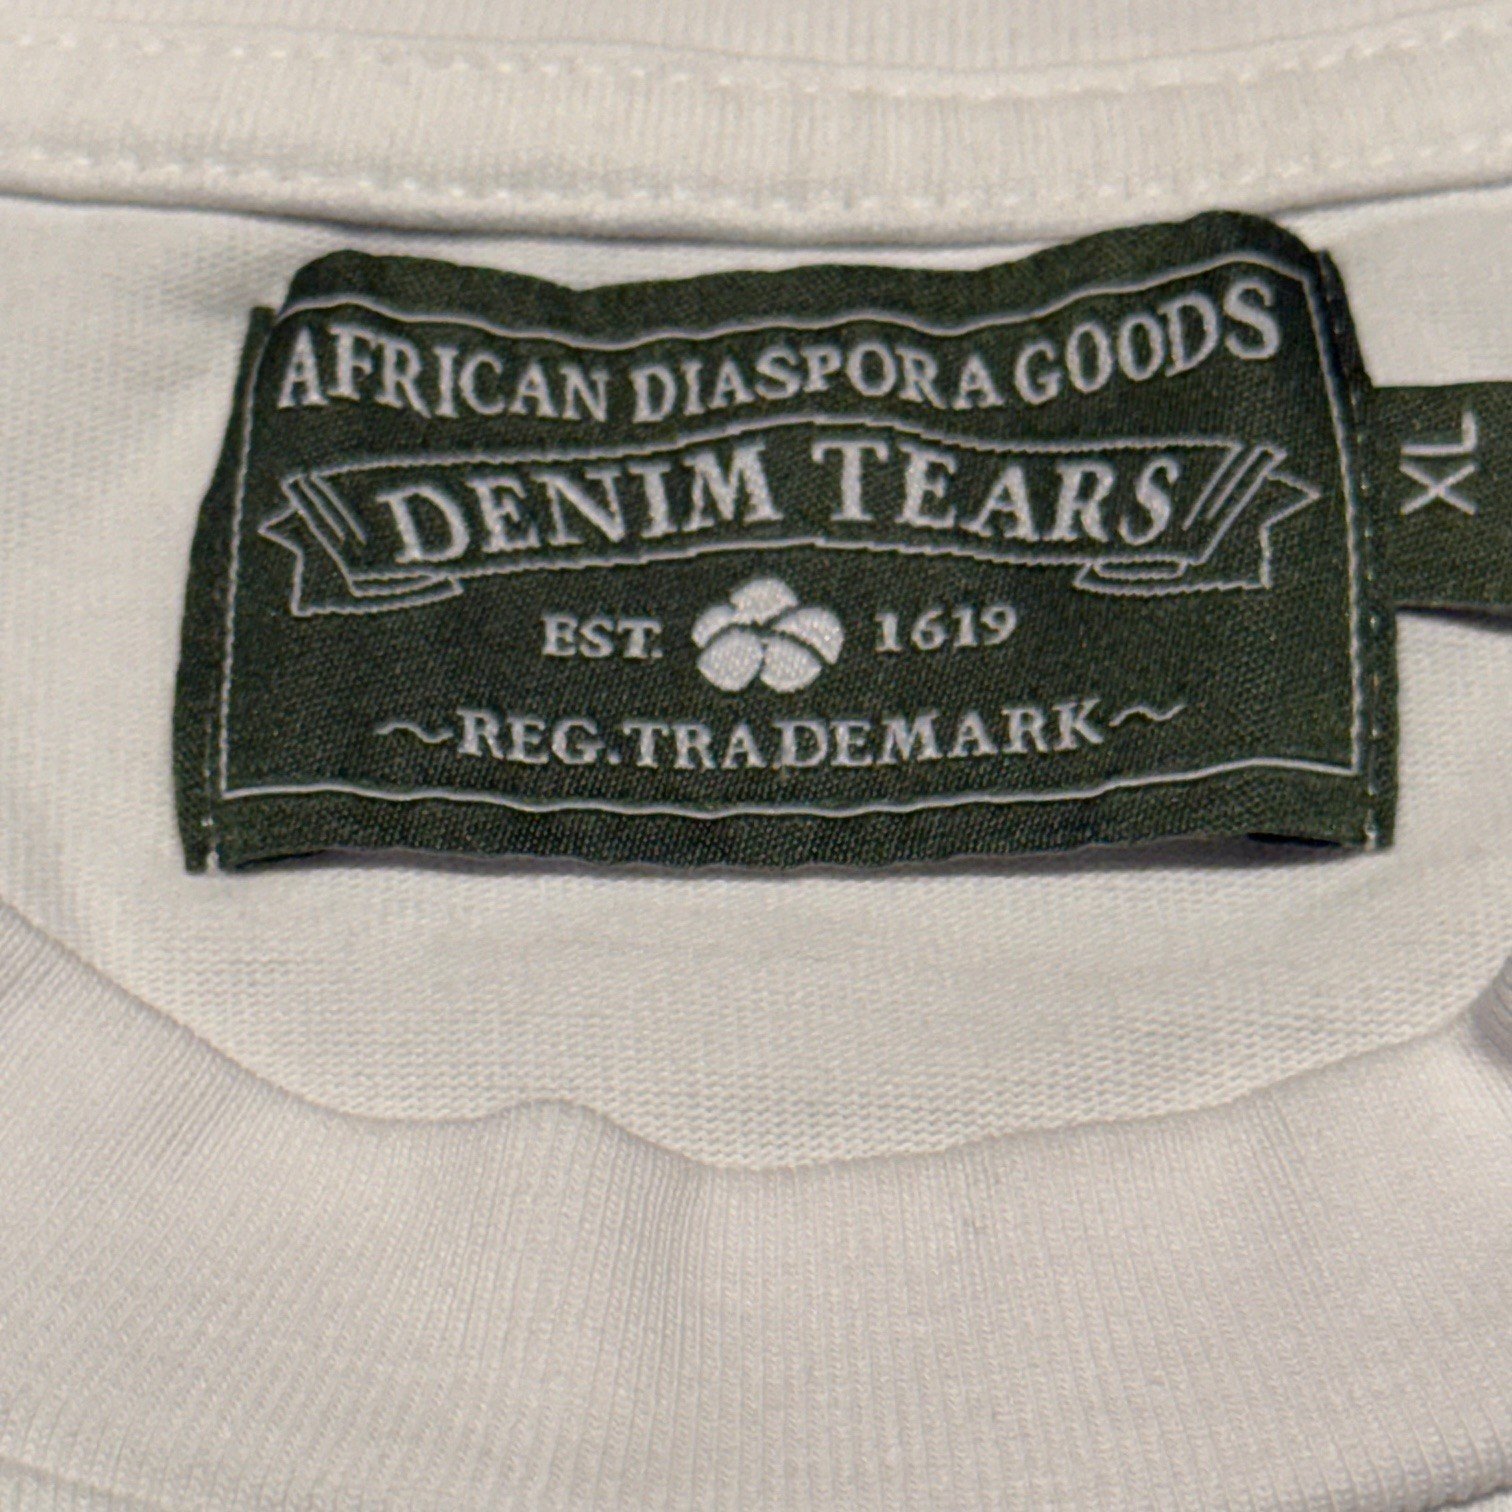 AFRICAN DIASPORA GOODS
DENIM TEARS
EST. 1619
~REG. TRADEMARK~
XL